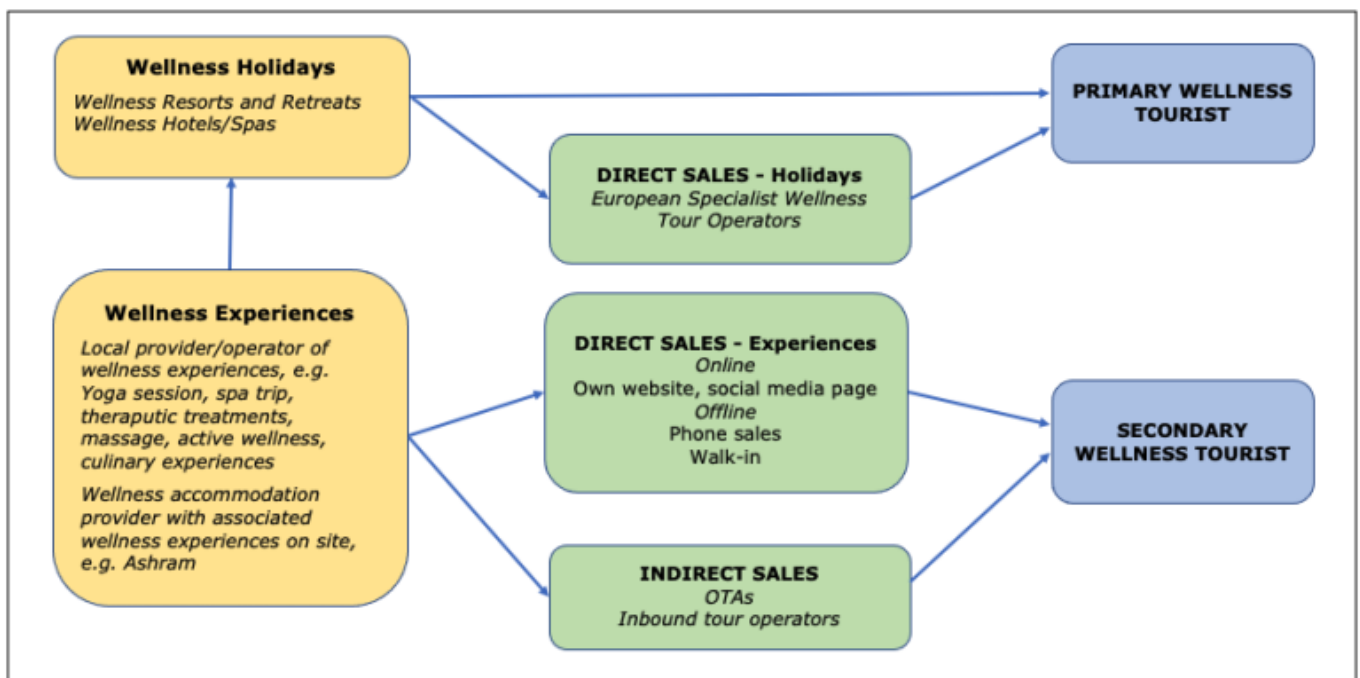 Wellness Holidays
Wellness Resorts and Retreats
Wellness Hotels/Spas
PRIMARY WELLNESS
TOURIST
DIRECT SALES - Holidays
European Specialist Wellness
Tour Operators
Wellness Experiences
Local provider/operator of
wellness experiences, e.g.
Yoga session, spa trip,
theraputic treatments,
massage, active wellness,
culinary experiences
Wellness accommodation
provider with associated
wellness experiences on site,
e.g. Ashram
DIRECT SALES - Experiences
Online
Own website, social media page
Offline
Phone sales
Walk-in
SECONDARY
WELLNESS TOURIST
INDIRECT SALES
OTAs
Inbound tour operators